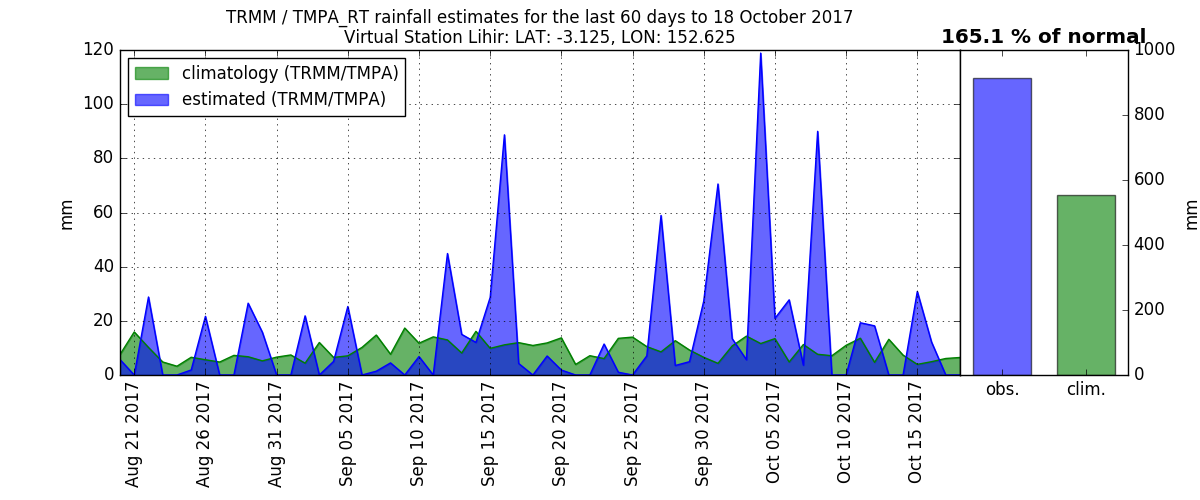 TRMM / TMPA_RT rainfall estimates for the last 60 days to 18 October 2017
Virtual Station Lihir: LAT: -3.125, LON: 152.625
165.1 % of normal
climatology (TRMM/TMPA)
estimated (TRMM/TMPA)
120
100
80
60
40
20
0
mm
Aug 21 2017
Aug 26 2017
Aug 31 2017
Sep 05 2017
Sep 10 2017
Sep 15 2017
Sep 20 2017
Sep 25 2017
Sep 30 2017
Oct 05 2017
Oct 10 2017
Oct 15 2017
obs.
clim.
1000
800
600
400
200
0
mm